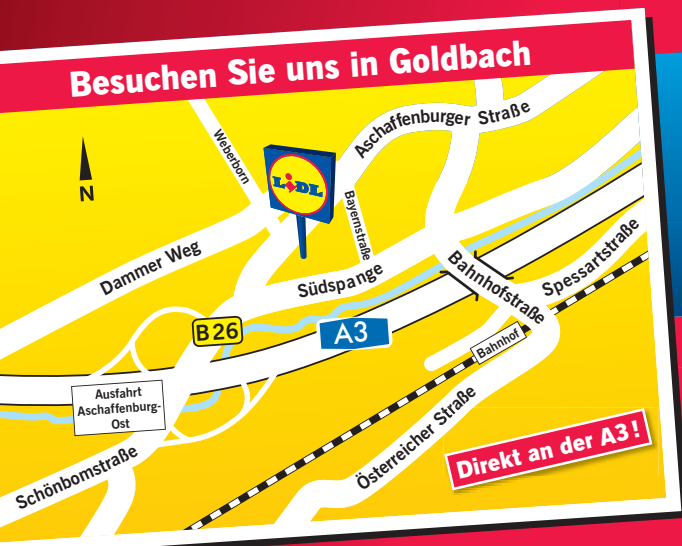 Besuchen Sie uns in Goldbach
Aschaffenburger Straße
Weberborn
N
LIDL
Bayernstraße
Dammer Weg
Südspange
Bahnhofstraße
Spessartstraße
B 26
A3
Bahnhof
Ausfahrt
Aschaffenburg-
Ost
Österreicher Straße
Schönbornstraße
Direkt an der A3!